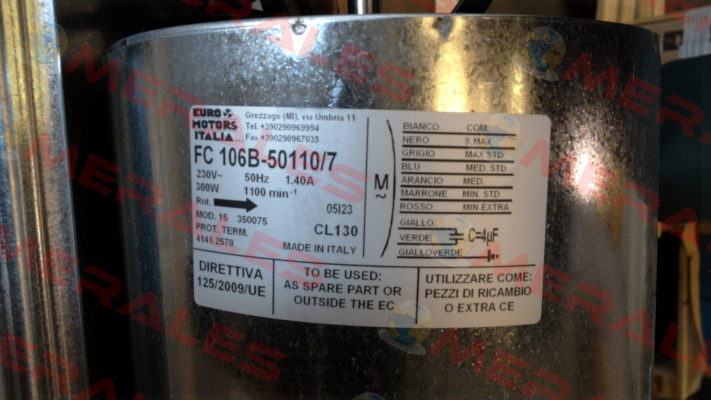 EURO
MOTORS
ITALIA
Grezzago (MI), via Umbria 11
Tel. +390290969994
Fax +390290967035
FC 106B-50110/7
230V~ 50Hz 1.40A
300W 1100 min⁻¹
Rot.
05I23
MOD. 15 350075
PROT. TERM.
4141.2578
CL130
MADE IN ITALY
M
~
BIANCO COM
NERO S.MAX
GRIGIO MAX STD
BLU MED. STD
ARANCIO MED.
MARRONE MIN. STD
ROSSO MIN.EXTRA
GIALLO
VERDE C=4µF
GIALLOVERDE
DIRETTIVA
125/2009/UE
TO BE USED:
AS SPARE PART OR
OUTSIDE THE EC
UTILIZZARE COME:
PEZZI DI RICAMBIO
O EXTRA CE
OMERALES